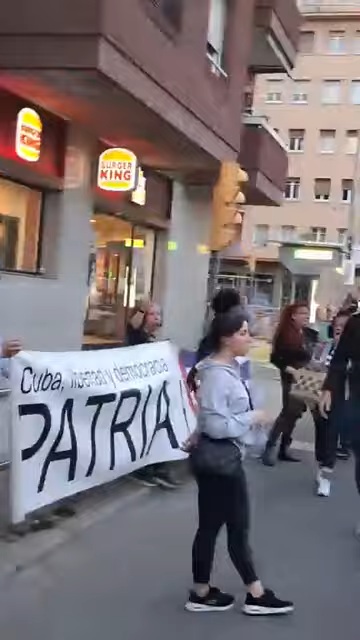 BURGER
KING
BURGER
KING
Cuba, libertad y democracia
PATRIA